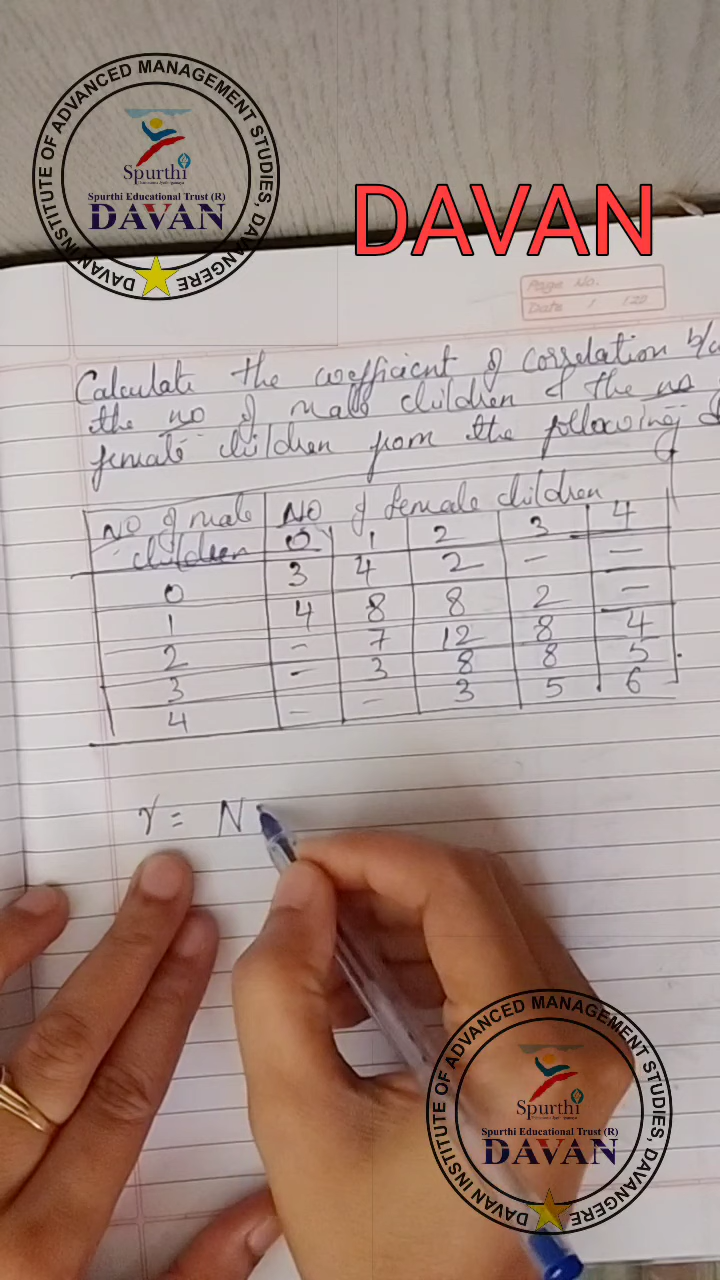 DAVAN INSTITUTE OF ADVANCED MANAGEMENT STUDIES, DAVANGERE
Spurthi
Spurthi Educational Trust (R)
DAVAN
DAVAN
Page No.
Date / /20
Calculate the coefficient of correlation b/w
the no of male children & the no
female children from the following
No of male children No of female children
0 1 2 3 4
0 3 4 2 - -
1 4 8 8 2 -
2 - 7 12 8 4
3 - 3 8 8 5
4 - - 3 5 6
r = N
DAVAN INSTITUTE OF ADVANCED MANAGEMENT STUDIES, DAVANGERE
Spurthi
Spurthi Educational Trust (R)
DAVAN